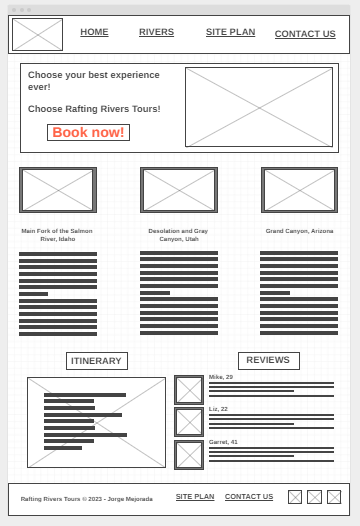 HOME RIVERS SITE PLAN CONTACT US
Choose your best experience
ever!
Choose Rafting Rivers Tours!
Book now!
Main Fork of the Salmon
River, Idaho
Desolation and Gray
Canyon, Utah
Grand Canyon, Arizona
ITINERARY
REVIEWS
Mike, 29
Liz, 22
Garret, 41
Rafting Rivers Tours © 2023 - Jorge Mejorada SITE PLAN CONTACT US